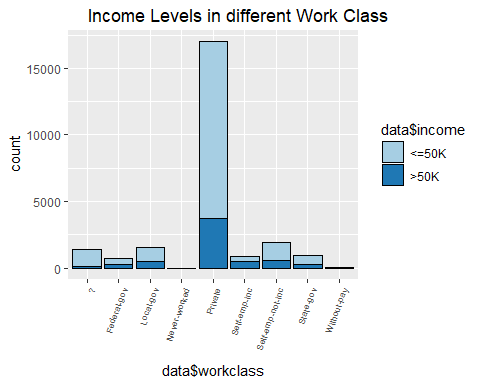 Income Levels in different Work Class
count
15000
10000
5000
0
?
Federal-gov
Local-gov
Never-worked
Private
Self-emp-inc
Self-emp-not-inc
State-gov
Without-pay
data$workclass
data$income
<=50K
>50K